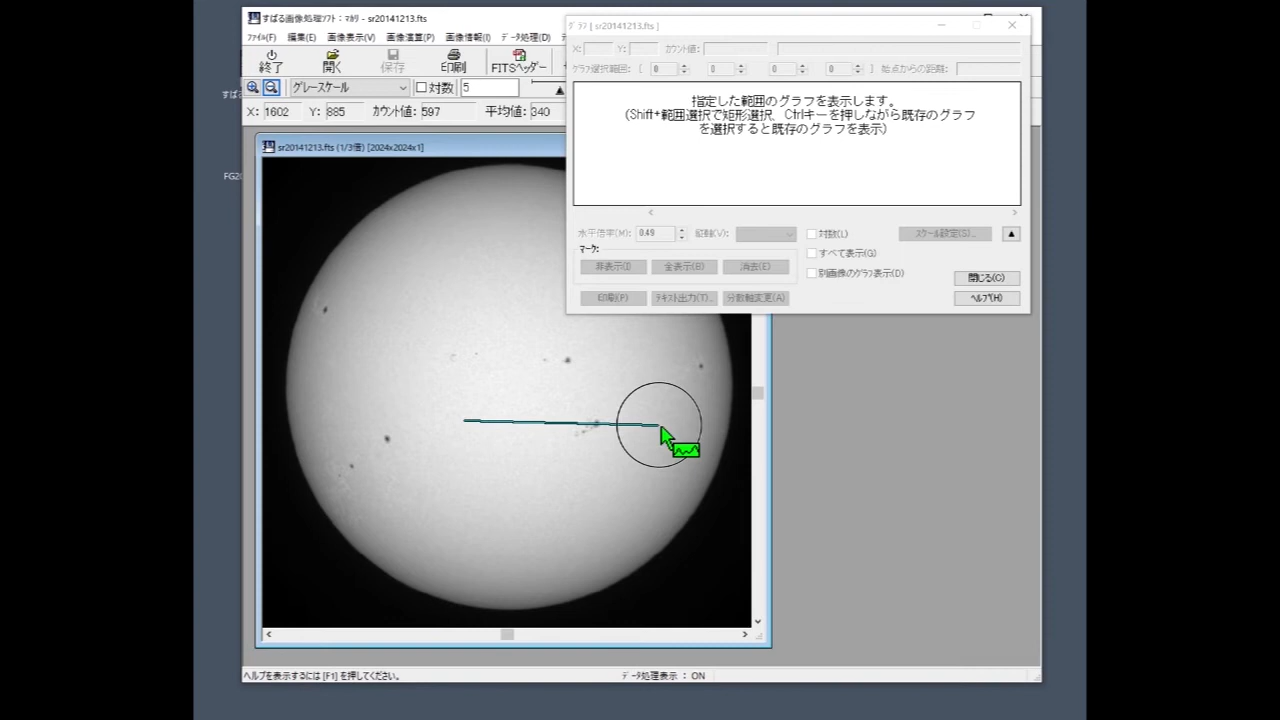 すばる画像処理ソフト：マカリ - sr20141213.fts
ファイル(F) 編集(E) 画像表示(V) 画像演算(P) 画像情報(I) データ処理(D)
終了 開く 保存 印刷 FITSヘッダー
グレースケール 対数 5
X: 1602 Y: 885 カウント値: 597 平均値: 340
すば
FG20
sr20141213.fts (1/3倍) [2024x2024x1]
グラフ [ sr20141213.fts ]
X: Y: カウント値:
グラフ選択範囲: [ 0 0 0 0 ] 始点からの距離:
指定した範囲のグラフを表示します。
(Shift+範囲選択で矩形選択、Ctrlキーを押しながら既存のグラフ
を選択すると既存のグラフを表示)
水平倍率(M): 0.49 縦軸(V): 対数(L) スケール設定(S)...
マーク: すべて表示(G)
非表示(I) 全表示(B) 消去(E) 別画像のグラフ表示(D)
閉じる(C)
印刷(P) テキスト出力(T)... 分散軸変更(A) ヘルプ(H)
ヘルプを表示するには [F1] を押してください。 データ処理表示 : ON